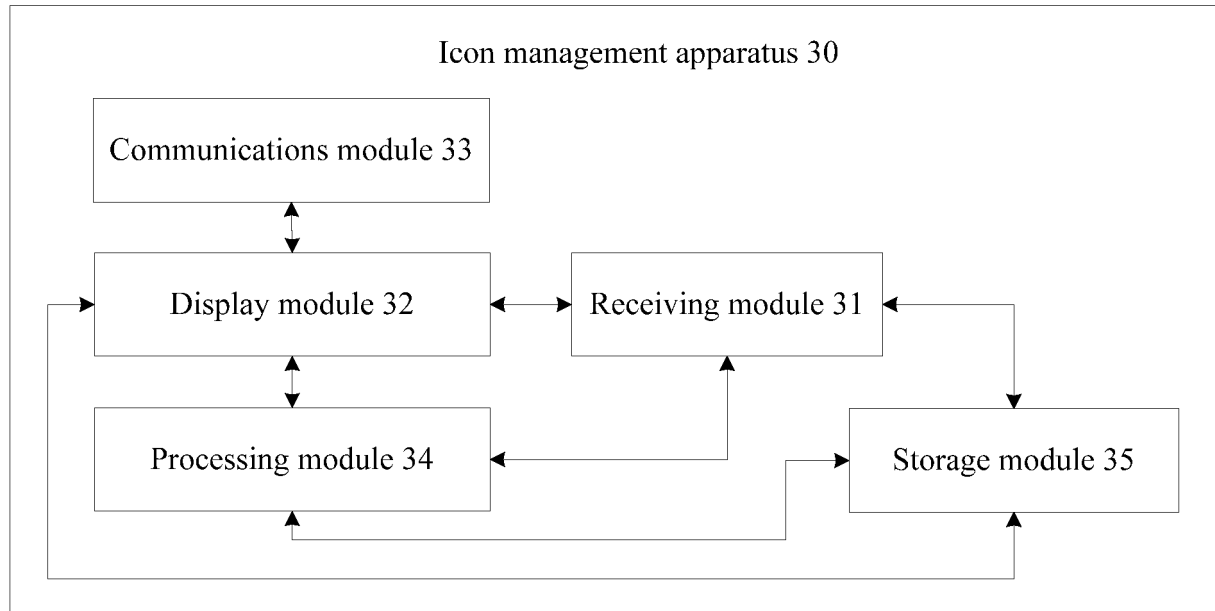 Icon management apparatus 30
Communications module 33
Display module 32
Receiving module 31
Processing module 34
Storage module 35